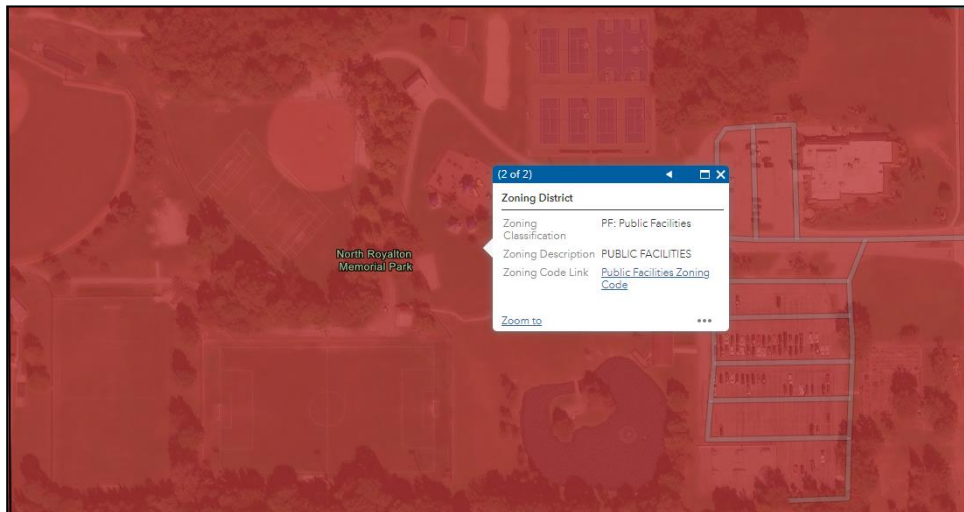 (2 of 2)
Zoning District
Zoning Classification
PF: Public Facilities
Zoning Description
PUBLIC FACILITIES
Zoning Code Link
Public Facilities Zoning
Code
Zoom to
North Royalton
Memorial Park